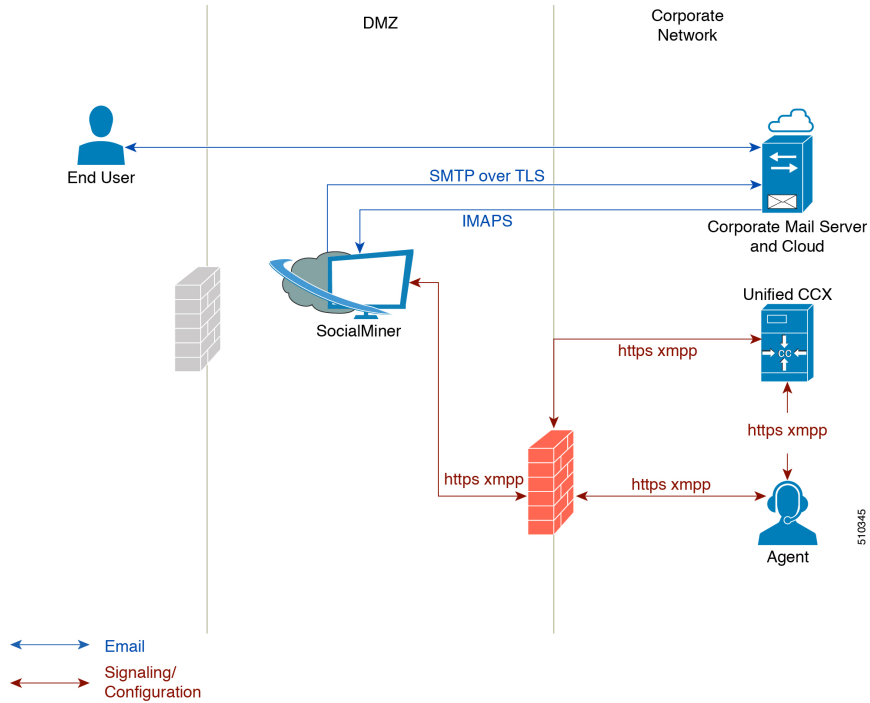 DMZ
Corporate
Network
End User
SMTP over TLS
IMAPS
Corporate Mail Server
and Cloud
SocialMiner
Unified CCX
CC
https xmpp
https xmpp
https xmpp
https xmpp
Agent
510345
Email
Signaling/
Configuration